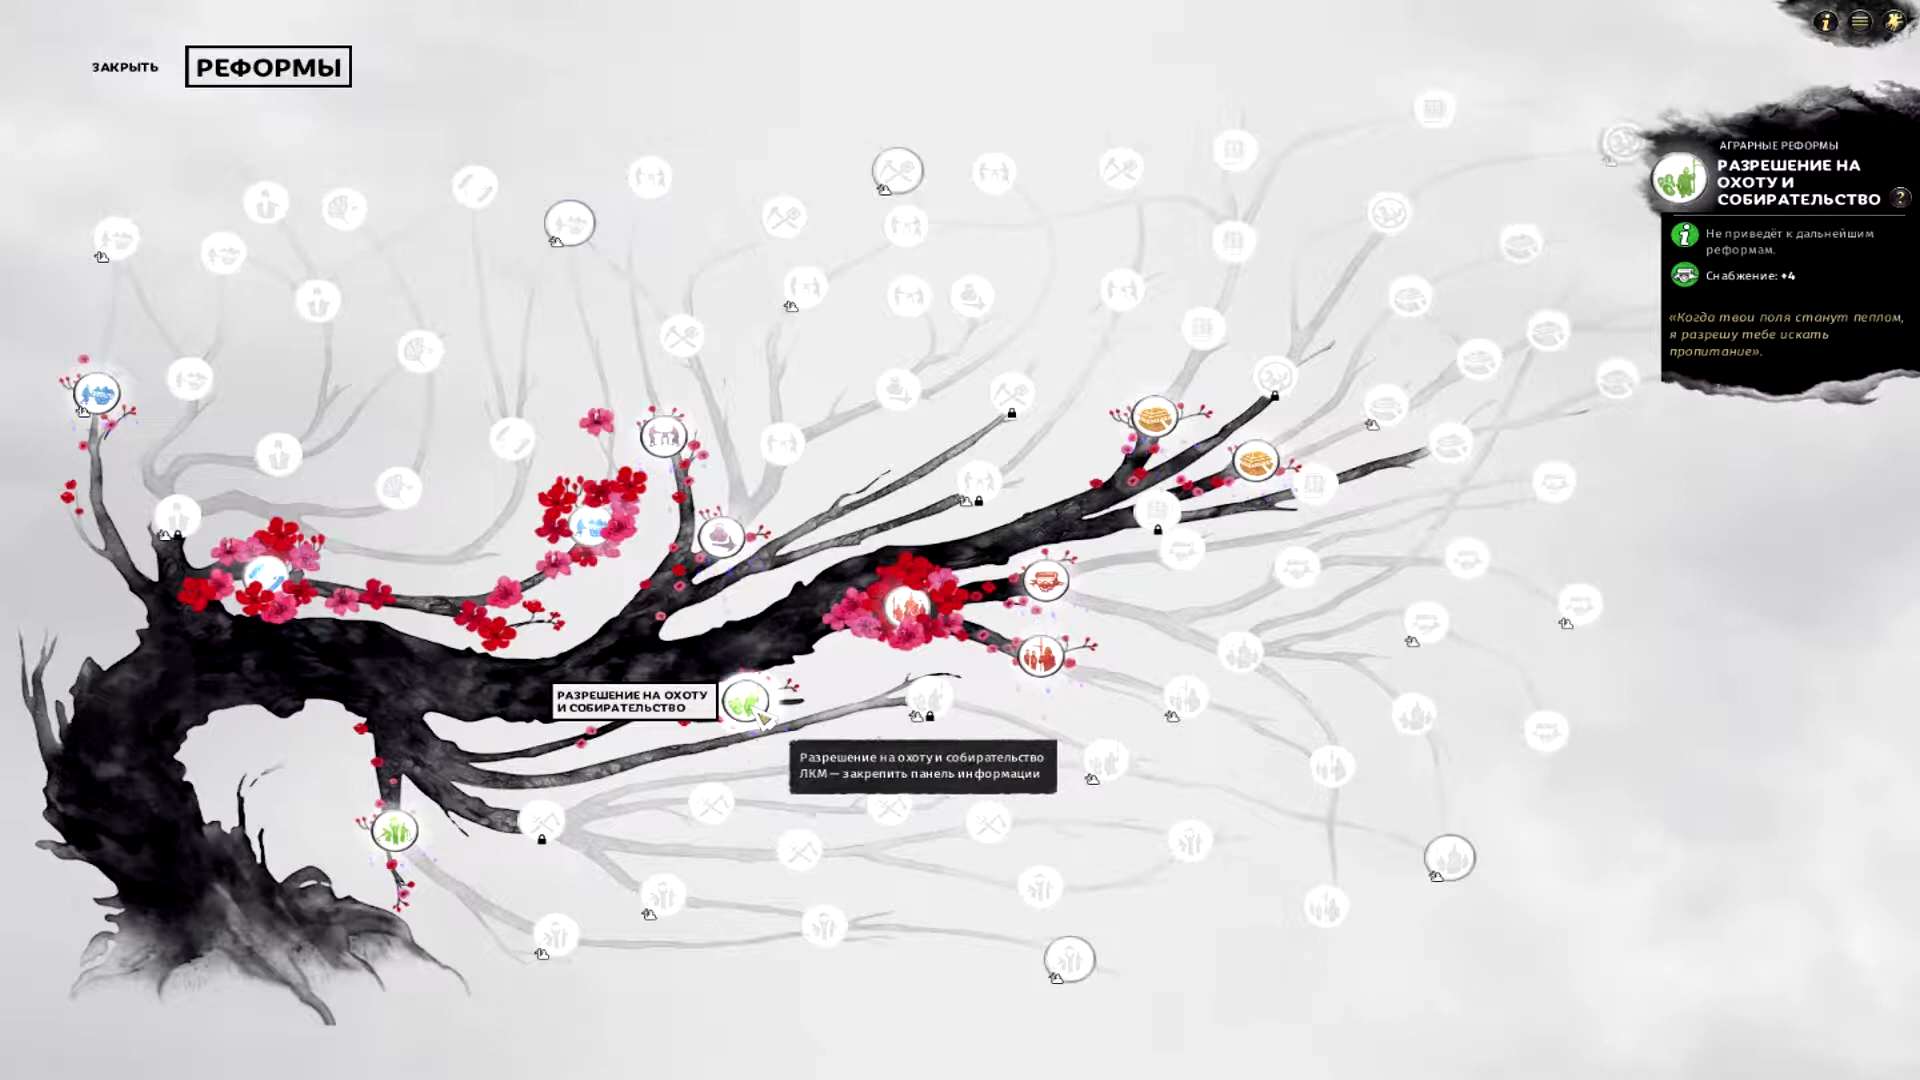 ЗАКРЫТЬ
РЕФОРМЫ
АГРАРНЫЕ РЕФОРМЫ
РАЗРЕШЕНИЕ НА
ОХОТУ И
СОБИРАТЕЛЬСТВО
?
Не приведёт к дальнейшим
реформам.
Снабжение: +4
«Когда твои поля станут пеплом,
я разрешу тебе искать
пропитание».
РАЗРЕШЕНИЕ НА ОХОТУ
И СОБИРАТЕЛЬСТВО
Разрешение на охоту и собирательство
ЛКМ — закрепить панель информации